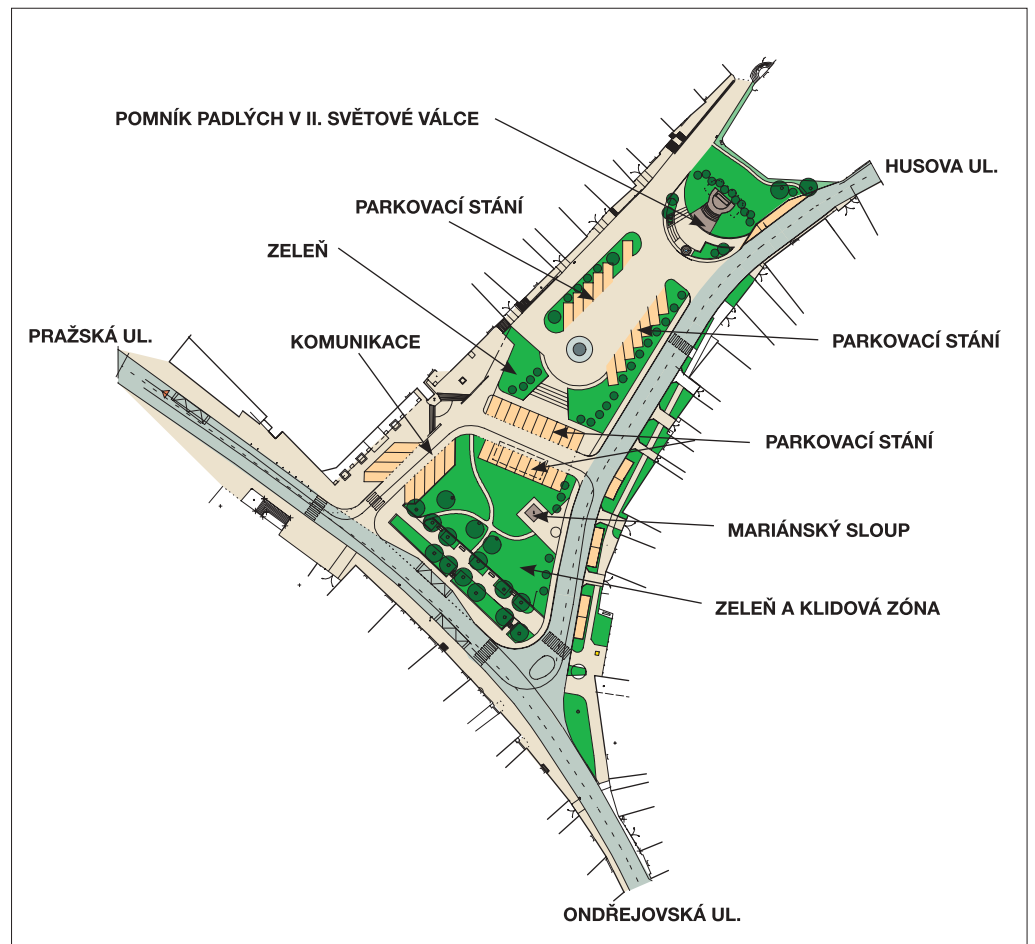 POMNÍK PADLÝCH V II. SVĚTOVÉ VÁLCE
HUSOVA UL.
PARKOVACÍ STÁNÍ
ZELEŇ
PRAŽSKÁ UL.
KOMUNIKACE
PARKOVACÍ STÁNÍ
PARKOVACÍ STÁNÍ
MARIÁNSKÝ SLOUP
ZELEŇ A KLIDOVÁ ZÓNA
ONDŘEJOVSKÁ UL.